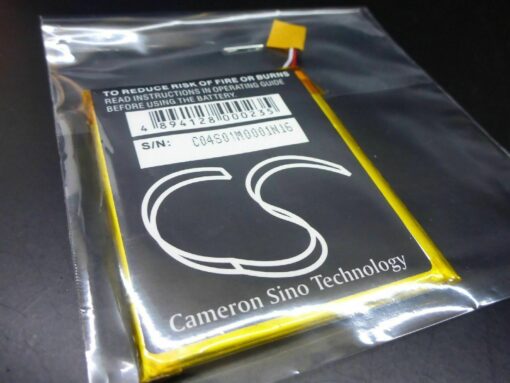 TO REDUCE RISK OF FIRE OR BURNS
READ INSTRUCTIONS IN OPERATING GUIDE
BEFORE USING THE BATTERY.
4 894128 000235
S/N: C04S01M0001N16
CS
Cameron Sino Technology